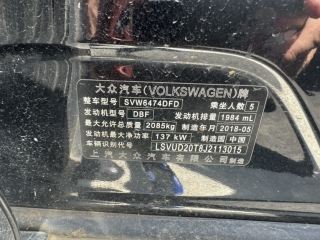 大众汽车(VOLKSWAGEN)牌
整车型号 SVW6474DFD 乘坐人数 5
发动机型号 DBF 发动机排量 1984 mL
最大允许总质量 2085kg 制造年月 2018-05
发动机最大净功率 137 kW 制造国 中国
车辆识别代号 LSVUD20T8J2113015
上汽大众汽车有限公司制造